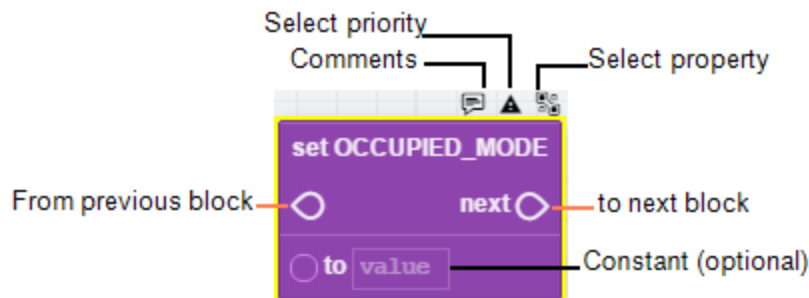 Select priority
Comments
Select property
set OCCUPIED_MODE
From previous block
next
to next block
to value
Constant (optional)